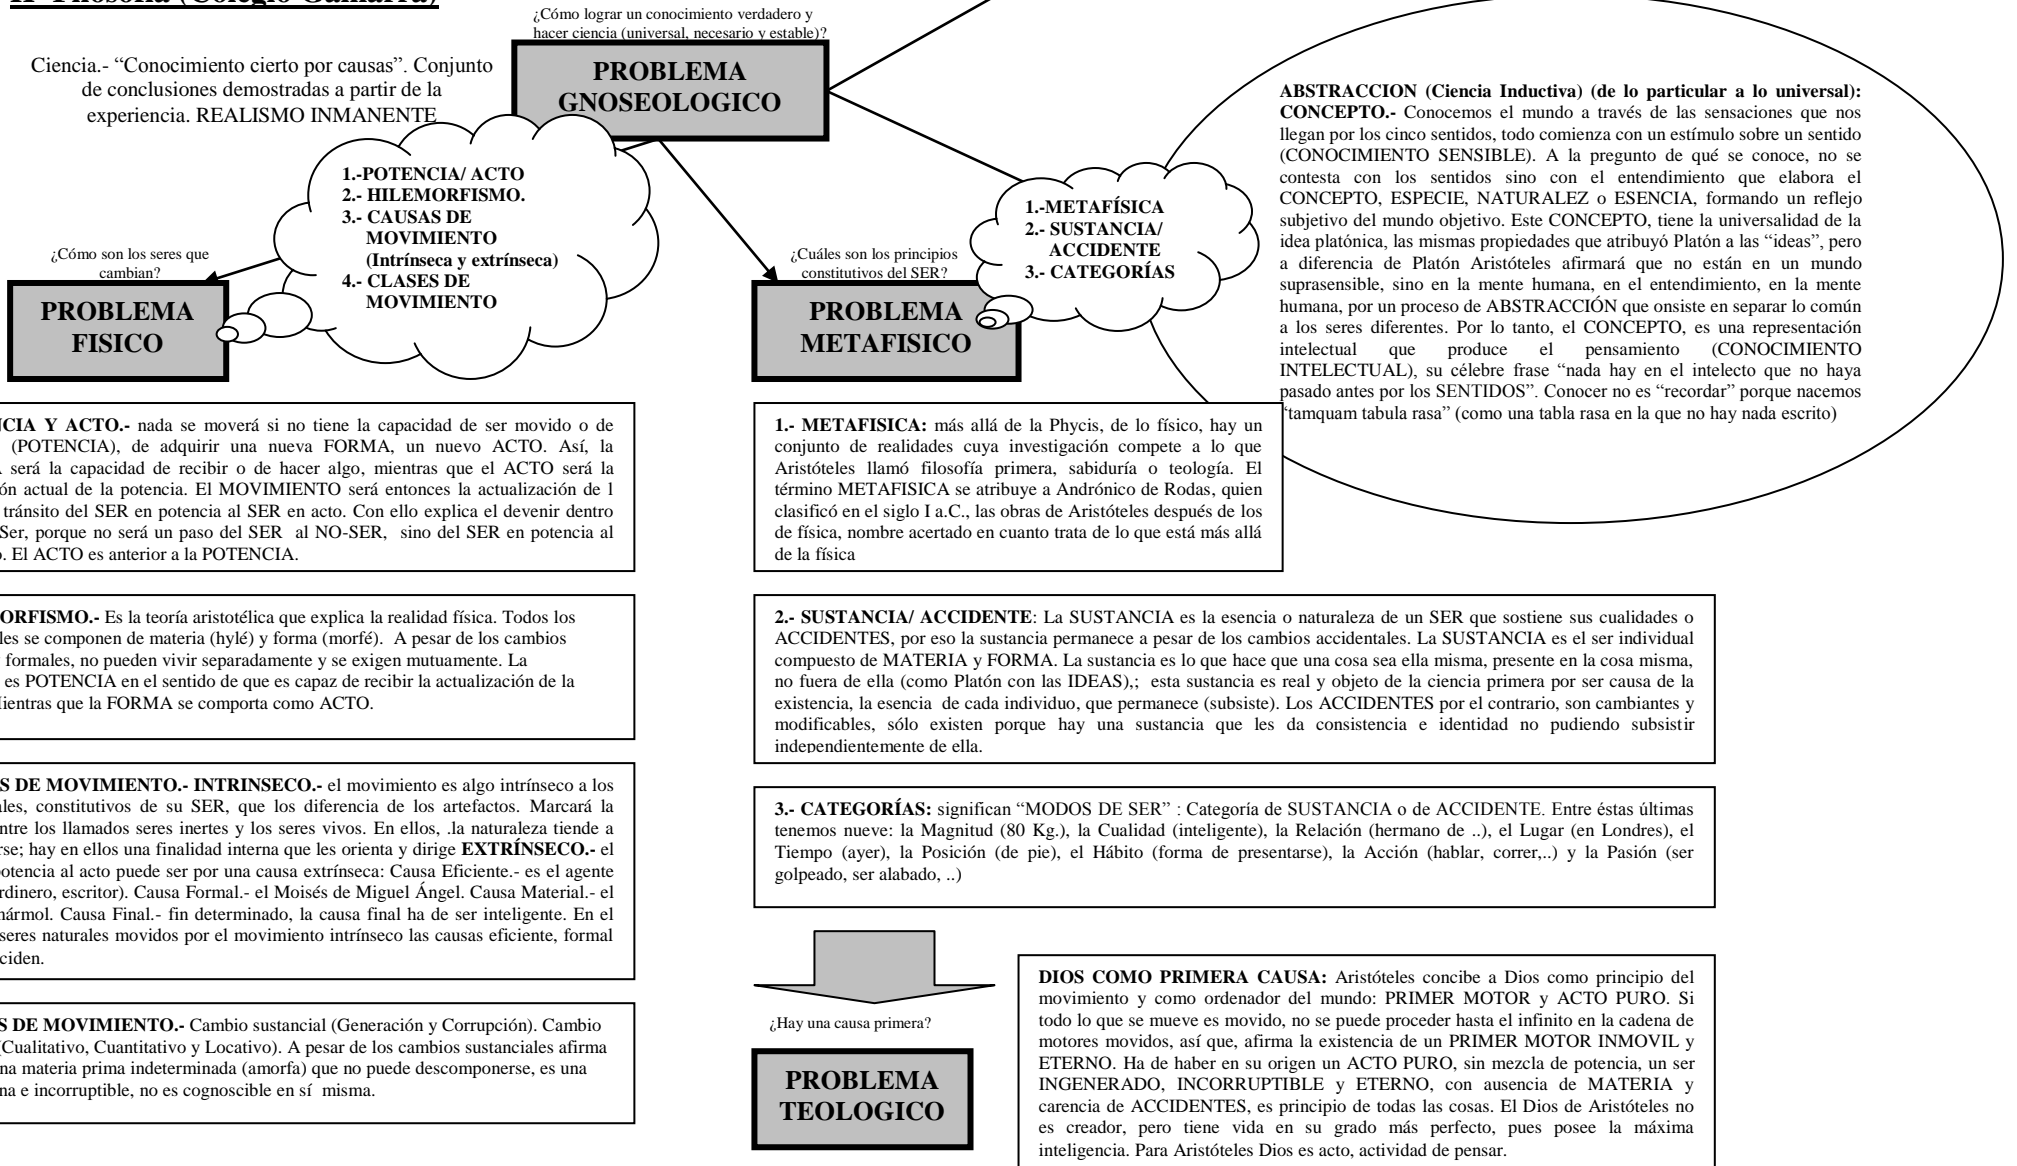 II- Filosofía (Colegio Gamarra)
¿Cómo lograr un conocimiento verdadero y
hacer ciencia (universal, necesario y estable)?
Ciencia.- “Conocimiento cierto por causas”. Conjunto
de conclusiones demostradas a partir de la
experiencia. REALISMO INMANENTE
PROBLEMA
GNOSEOLOGICO
1.-POTENCIA/ ACTO
2.- HILEMORFISMO.
3.- CAUSAS DE
MOVIMIENTO
(Intrínseca y extrínseca)
4.- CLASES DE
MOVIMIENTO
¿Cómo son los seres que
cambian?
PROBLEMA
FISICO
1.-METAFÍSICA
2.- SUSTANCIA/
ACCIDENTE
3.- CATEGORÍAS
¿Cuáles son los principios
constitutivos del SER?
PROBLEMA
METAFISICO
ABSTRACCION (Ciencia Inductiva) (de lo particular a lo universal):
CONCEPTO.- Conocemos el mundo a través de las sensaciones que nos
llegan por los cinco sentidos, todo comienza con un estímulo sobre un sentido
(CONOCIMIENTO SENSIBLE). A la pregunto de qué se conoce, no se
contesta con los sentidos sino con el entendimiento que elabora el
CONCEPTO, ESPECIE, NATURALEZ o ESENCIA, formando un reflejo
subjetivo del mundo objetivo. Este CONCEPTO, tiene la universalidad de la
idea platónica, las mismas propiedades que atribuyó Platón a las “ideas”, pero
a diferencia de Platón Aristóteles afirmará que no están en un mundo
suprasensible, sino en la mente humana, en el entendimiento, en la mente
humana, por un proceso de ABSTRACCIÓN que onsiste en separar lo común
a los seres diferentes. Por lo tanto, el CONCEPTO, es una representación
intelectual que produce el pensamiento (CONOCIMIENTO
INTELECTUAL), su célebre frase “nada hay en el intelecto que no haya
pasado antes por los SENTIDOS”. Conocer no es “recordar” porque nacemos
“tamquam tabula rasa” (como una tabla rasa en la que no hay nada escrito)
NCIA Y ACTO.- nada se moverá si no tiene la capacidad de ser movido o de
(POTENCIA), de adquirir una nueva FORMA, un nuevo ACTO. Así, la
A será la capacidad de recibir o de hacer algo, mientras que el ACTO será la
ón actual de la potencia. El MOVIMIENTO será entonces la actualización de l
tránsito del SER en potencia al SER en acto. Con ello explica el devenir dentro
Ser, porque no será un paso del SER al NO-SER, sino del SER en potencia al
o. El ACTO es anterior a la POTENCIA.
ORFISMO.- Es la teoría aristotélica que explica la realidad física. Todos los
les se componen de materia (hylé) y forma (morfé). A pesar de los cambios
formales, no pueden vivir separadamente y se exigen mutuamente. La
es POTENCIA en el sentido de que es capaz de recibir la actualización de la
Mientras que la FORMA se comporta como ACTO.
S DE MOVIMIENTO.- INTRINSECO.- el movimiento es algo intrínseco a los
ales, constitutivos de su SER, que los diferencia de los artefactos. Marcará la
ntre los llamados seres inertes y los seres vivos. En ellos, .la naturaleza tiende a
rse; hay en ellos una finalidad interna que les orienta y dirige EXTRÍNSECO.- el
potencia al acto puede ser por una causa extrínseca: Causa Eficiente.- es el agente
rdinero, escritor). Causa Formal.- el Moisés de Miguel Ángel. Causa Material.- el
mármol. Causa Final.- fin determinado, la causa final ha de ser inteligente. En el
seres naturales movidos por el movimiento intrínseco las causas eficiente, formal
ciden.
S DE MOVIMIENTO.- Cambio sustancial (Generación y Corrupción). Cambio
(Cualitativo, Cuantitativo y Locativo). A pesar de los cambios sustanciales afirma
na materia prima indeterminada (amorfa) que no puede descomponerse, es una
na e incorruptible, no es cognoscible en sí misma.
1.- METAFISICA: más allá de la Phycis, de lo físico, hay un
conjunto de realidades cuya investigación compete a lo que
Aristóteles llamó filosofía primera, sabiduría o teología. El
término METAFISICA se atribuye a Andrónico de Rodas, quien
clasificó en el siglo I a.C., las obras de Aristóteles después de los
de física, nombre acertado en cuanto trata de lo que está más allá
de la física
2.- SUSTANCIA/ ACCIDENTE: La SUSTANCIA es la esencia o naturaleza de un SER que sostiene sus cualidades o
ACCIDENTES, por eso la sustancia permanece a pesar de los cambios accidentales. La SUSTANCIA es el ser individual
compuesto de MATERIA y FORMA. La sustancia es lo que hace que una cosa sea ella misma, presente en la cosa misma,
no fuera de ella (como Platón con las IDEAS),; esta sustancia es real y objeto de la ciencia primera por ser causa de la
existencia, la esencia de cada individuo, que permanece (subsiste). Los ACCIDENTES por el contrario, son cambiantes y
modificables, sólo existen porque hay una sustancia que les da consistencia e identidad no pudiendo subsistir
independientemente de ella.
3.- CATEGORÍAS: significan “MODOS DE SER” : Categoría de SUSTANCIA o de ACCIDENTE. Entre éstas últimas
tenemos nueve: la Magnitud (80 Kg.), la Cualidad (inteligente), la Relación (hermano de ..), el Lugar (en Londres), el
Tiempo (ayer), la Posición (de pie), el Hábito (forma de presentarse), la Acción (hablar, correr,..) y la Pasión (ser
golpeado, ser alabado, ..)
¿Hay una causa primera?
PROBLEMA
TEOLOGICO
DIOS COMO PRIMERA CAUSA: Aristóteles concibe a Dios como principio del
movimiento y como ordenador del mundo: PRIMER MOTOR y ACTO PURO. Si
todo lo que se mueve es movido, no se puede proceder hasta el infinito en la cadena de
motores movidos, así que, afirma la existencia de un PRIMER MOTOR INMOVIL y
ETERNO. Ha de haber en su origen un ACTO PURO, sin mezcla de potencia, un ser
INGENERADO, INCORRUPTIBLE y ETERNO, con ausencia de MATERIA y
carencia de ACCIDENTES, es principio de todas las cosas. El Dios de Aristóteles no
es creador, pero tiene vida en su grado más perfecto, pues posee la máxima
inteligencia. Para Aristóteles Dios es acto, actividad de pensar.